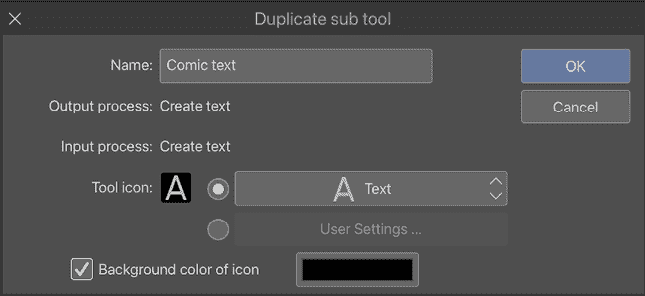 Duplicate sub tool
Name: Comic text
OK
Output process: Create text
Cancel
Input process: Create text
Tool icon: A A Text
User Settings ...
Background color of icon